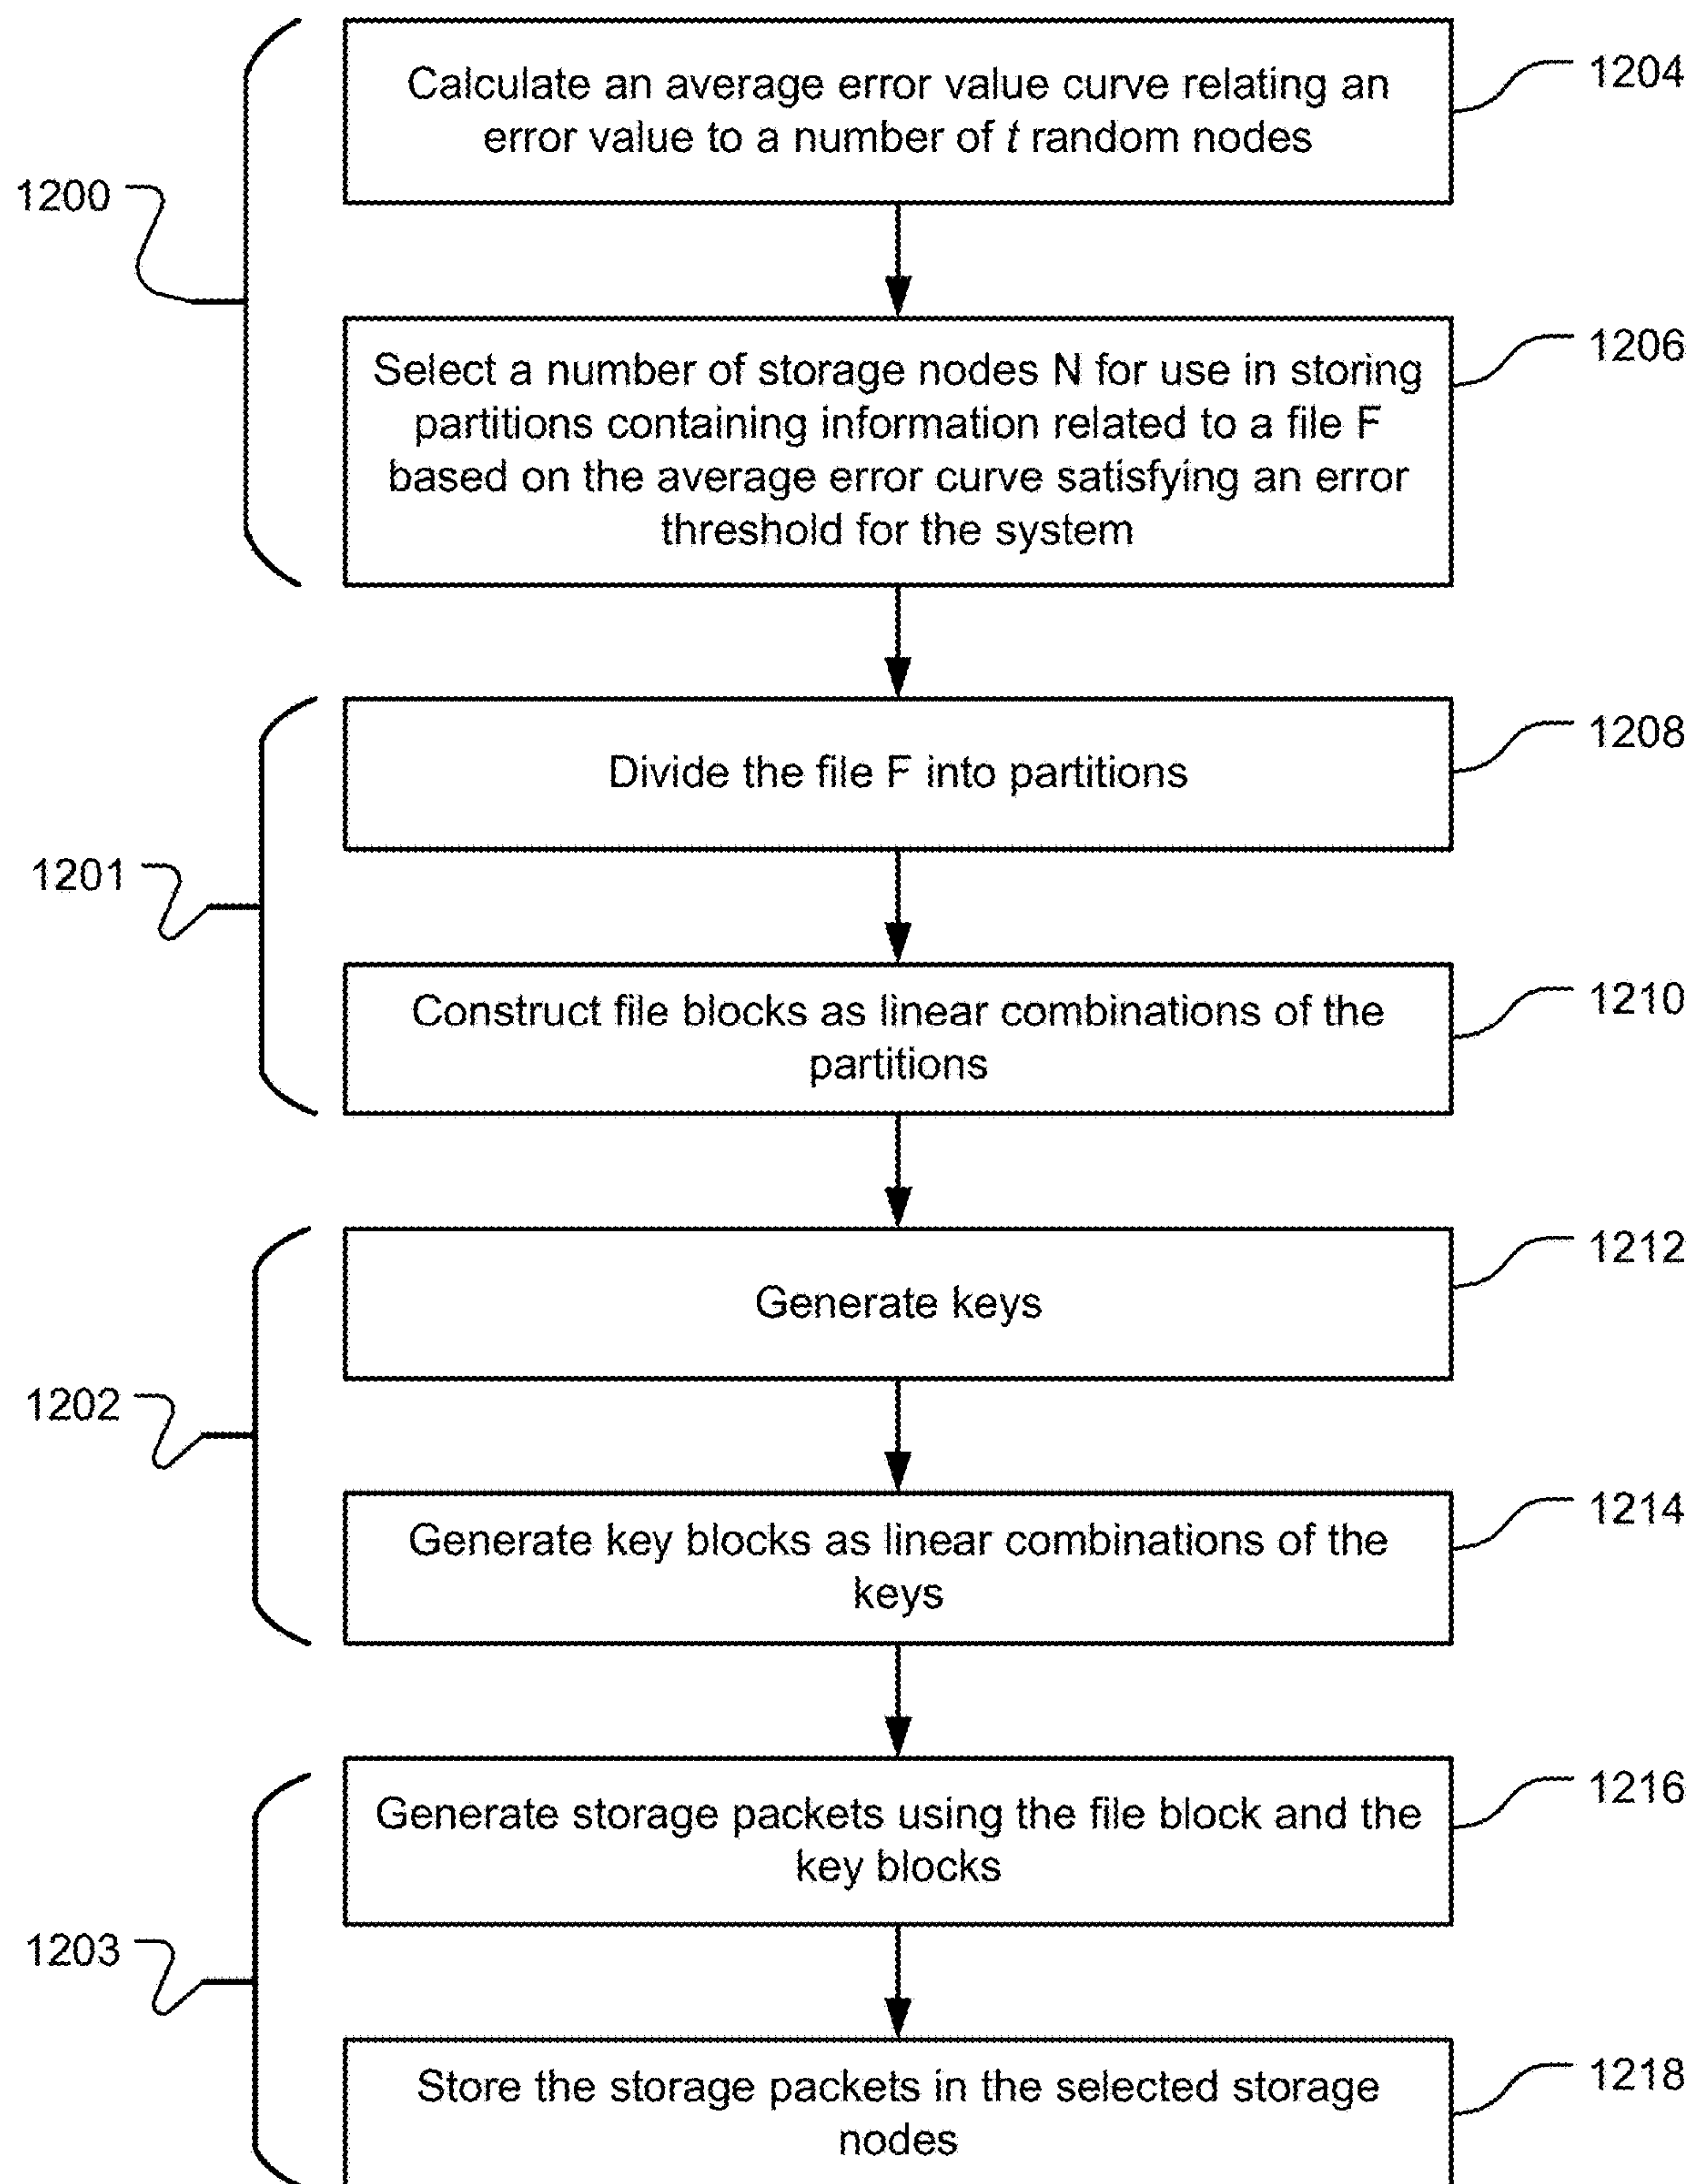 Calculate an average error value curve relating an
error value to a number of t random nodes
1204
1200
Select a number of storage nodes N for use in storing
partitions containing information related to a file F
based on the average error curve satisfying an error
threshold for the system
1206
Divide the file F into partitions
1208
1201
Construct file blocks as linear combinations of the
partitions
1210
Generate keys
1212
1202
Generate key blocks as linear combinations of the
keys
1214
Generate storage packets using the file block and the
key blocks
1216
1203
Store the storage packets in the selected storage
nodes
1218